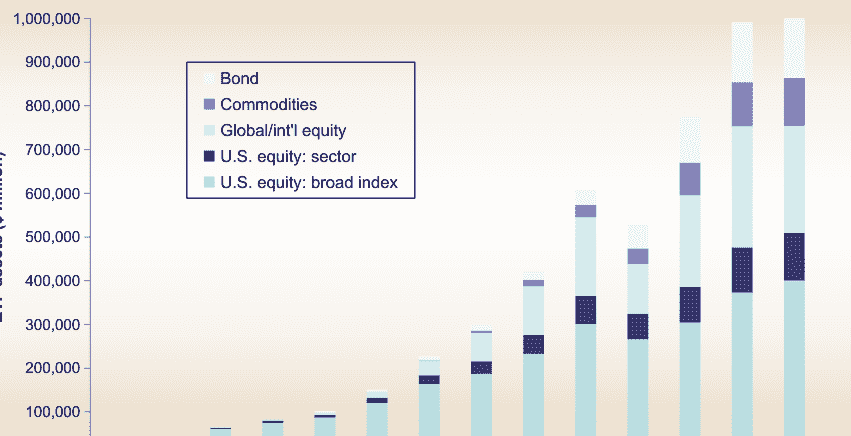 1,000,000
900,000
800,000
700,000
600,000
500,000
400,000
300,000
200,000
100,000
Bond
Commodities
Global/int'l equity
U.S. equity: sector
U.S. equity: broad index